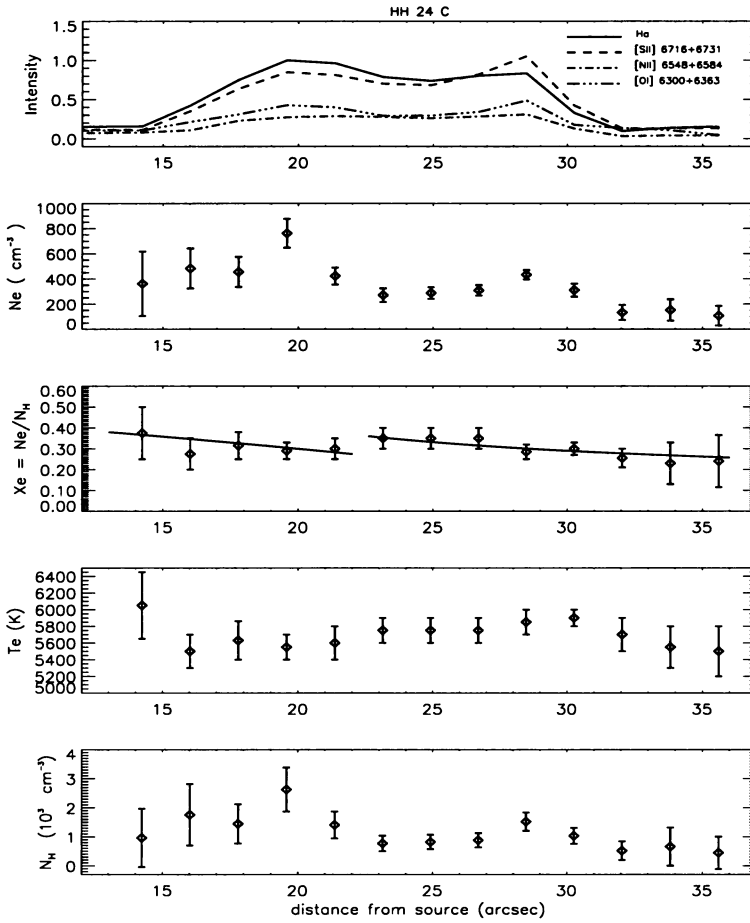 HH 24 C
Intensity
1.5
1.0
0.5
0.0
Ha
[SII] 6716+6731
[NII] 6548+6584
[OI] 6300+6363
15 20 25 30 35
Ne ( cm⁻³ )
1000
800
600
400
200
0
15 20 25 30 35
Xe = Ne/N_H
0.60
0.50
0.40
0.30
0.20
0.10
0.00
15 20 25 30 35
Te (K)
6400
6200
6000
5800
5600
5400
5200
5000
15 20 25 30 35
N_H (10³ cm⁻³)
4
3
2
1
0
15 20 25 30 35
distance from source (arcsec)